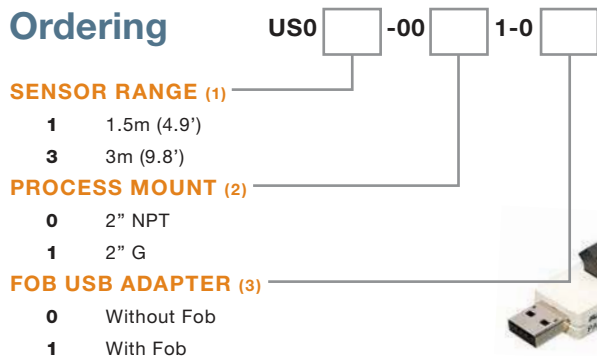 Ordering US0 -00 1-0
SENSOR RANGE (1)
1 1.5m (4.9’)
3 3m (9.8’)
PROCESS MOUNT (2)
0 2” NPT
1 2” G
FOB USB ADAPTER (3)
0 Without Fob
1 With Fob